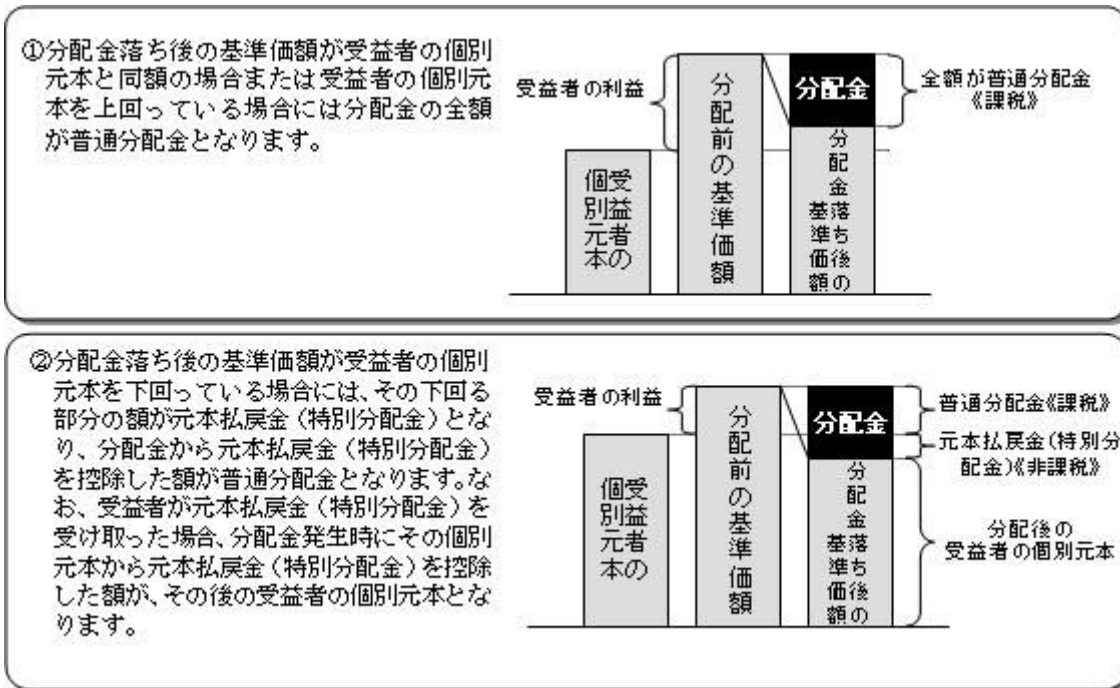 ①分配金落ち後の基準価額が受益者の個別
元本と同額の場合または受益者の個別元
本を上回っている場合には分配金の全額
が普通分配金となります。
受益者の利益
個別元本
受益者の
分配前の基準価額
分配金
基準価額
分配金落ち後の
全額が普通分配金
《課税》
②分配金落ち後の基準価額が受益者の個別
元本を下回っている場合には、その下回る
部分の額が元本払戻金（特別分配金）とな
り、分配金から元本払戻金（特別分配金）
を控除した額が普通分配金となります。な
お、受益者が元本払戻金（特別分配金）を
受け取った場合、分配金発生時にその個別
元本から元本払戻金（特別分配金）を控除
した額が、その後の受益者の個別元本とな
ります。
受益者の利益
個別元本
受益者の
分配前の基準価額
分配金
基準価額
分配金落ち後の
普通分配金《課税》
元本払戻金（特別分
配金）《非課税》
分配後の
受益者の個別元本